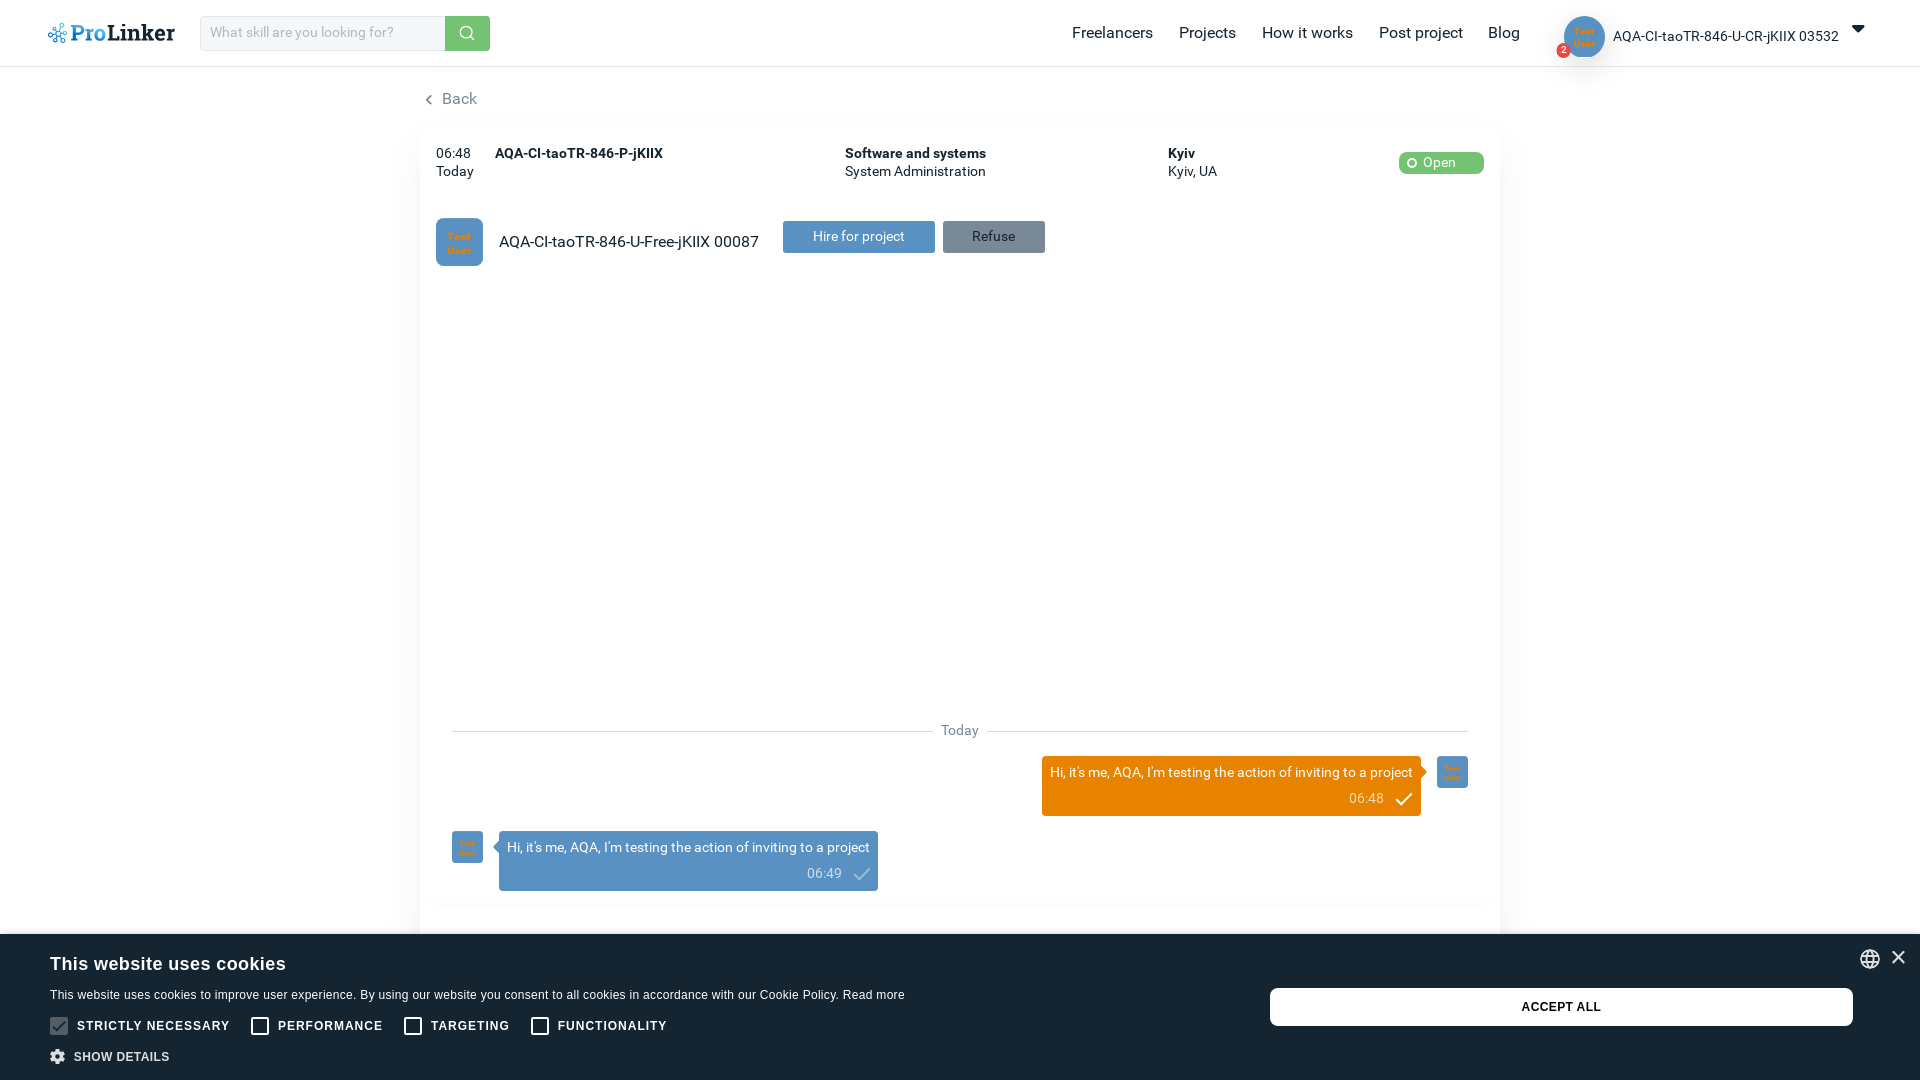 ProLinker
What skill are you looking for?
Freelancers
Projects
How it works
Post project
Blog
Test
User
2
AQA-CI-taoTR-846-U-CR-jKIIX 03532
Back
06:48
Today
AQA-CI-taoTR-846-P-jKIIX
Software and systems
System Administration
Kyiv
Kyiv, UA
Open
Test
User
AQA-CI-taoTR-846-U-Free-jKIIX 00087
Hire for project
Refuse
Today
Hi, it's me, AQA, I'm testing the action of inviting to a project
06:48
Test
User
Test
User
Hi, it's me, AQA, I'm testing the action of inviting to a project
06:49
This website uses cookies
This website uses cookies to improve user experience. By using our website you consent to all cookies in accordance with our Cookie Policy. Read more
STRICTLY NECESSARY
PERFORMANCE
TARGETING
FUNCTIONALITY
SHOW DETAILS
ACCEPT ALL
×